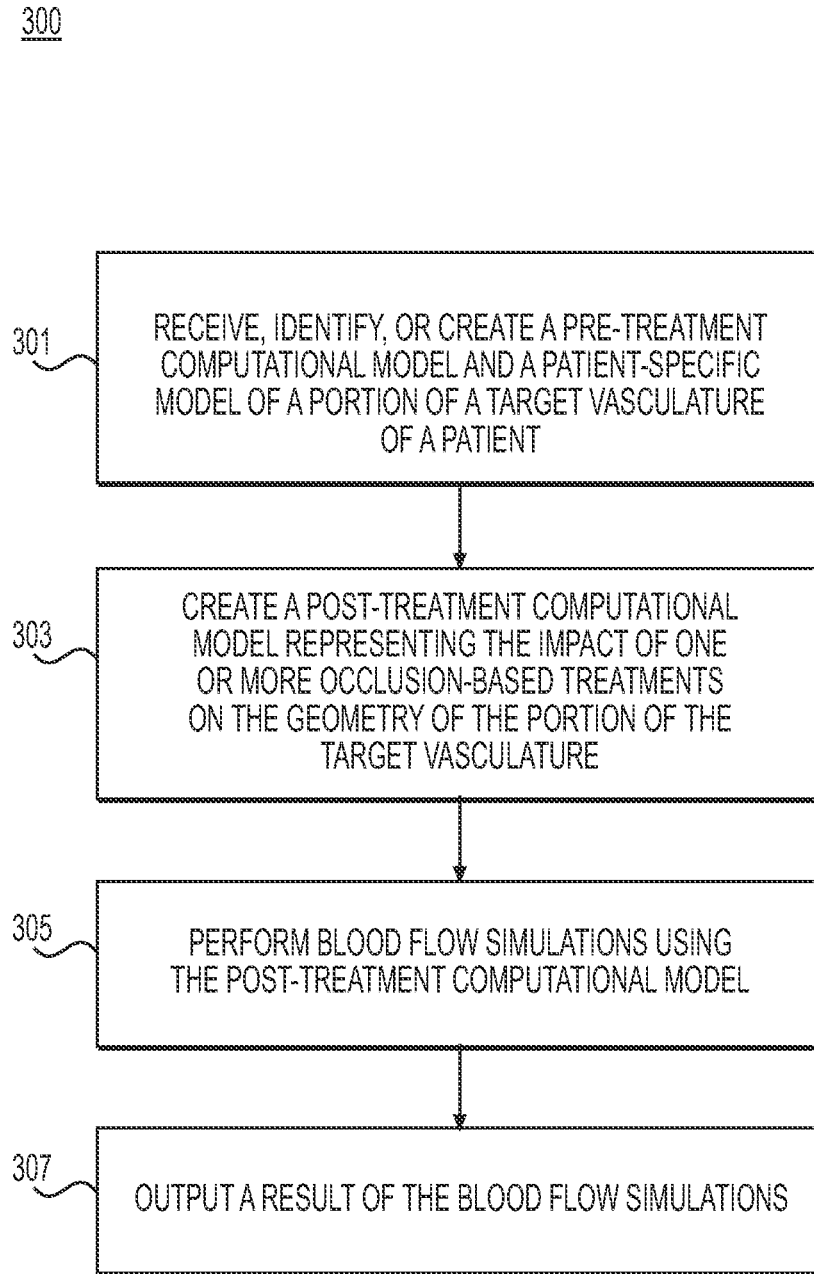 300
301
RECEIVE, IDENTIFY, OR CREATE A PRE-TREATMENT
COMPUTATIONAL MODEL AND A PATIENT-SPECIFIC
MODEL OF A PORTION OF A TARGET VASCULATURE
OF A PATIENT
303
CREATE A POST-TREATMENT COMPUTATIONAL
MODEL REPRESENTING THE IMPACT OF ONE
OR MORE OCCLUSION-BASED TREATMENTS
ON THE GEOMETRY OF THE PORTION OF THE
TARGET VASCULATURE
305
PERFORM BLOOD FLOW SIMULATIONS USING
THE POST-TREATMENT COMPUTATIONAL MODEL
307
OUTPUT A RESULT OF THE BLOOD FLOW SIMULATIONS